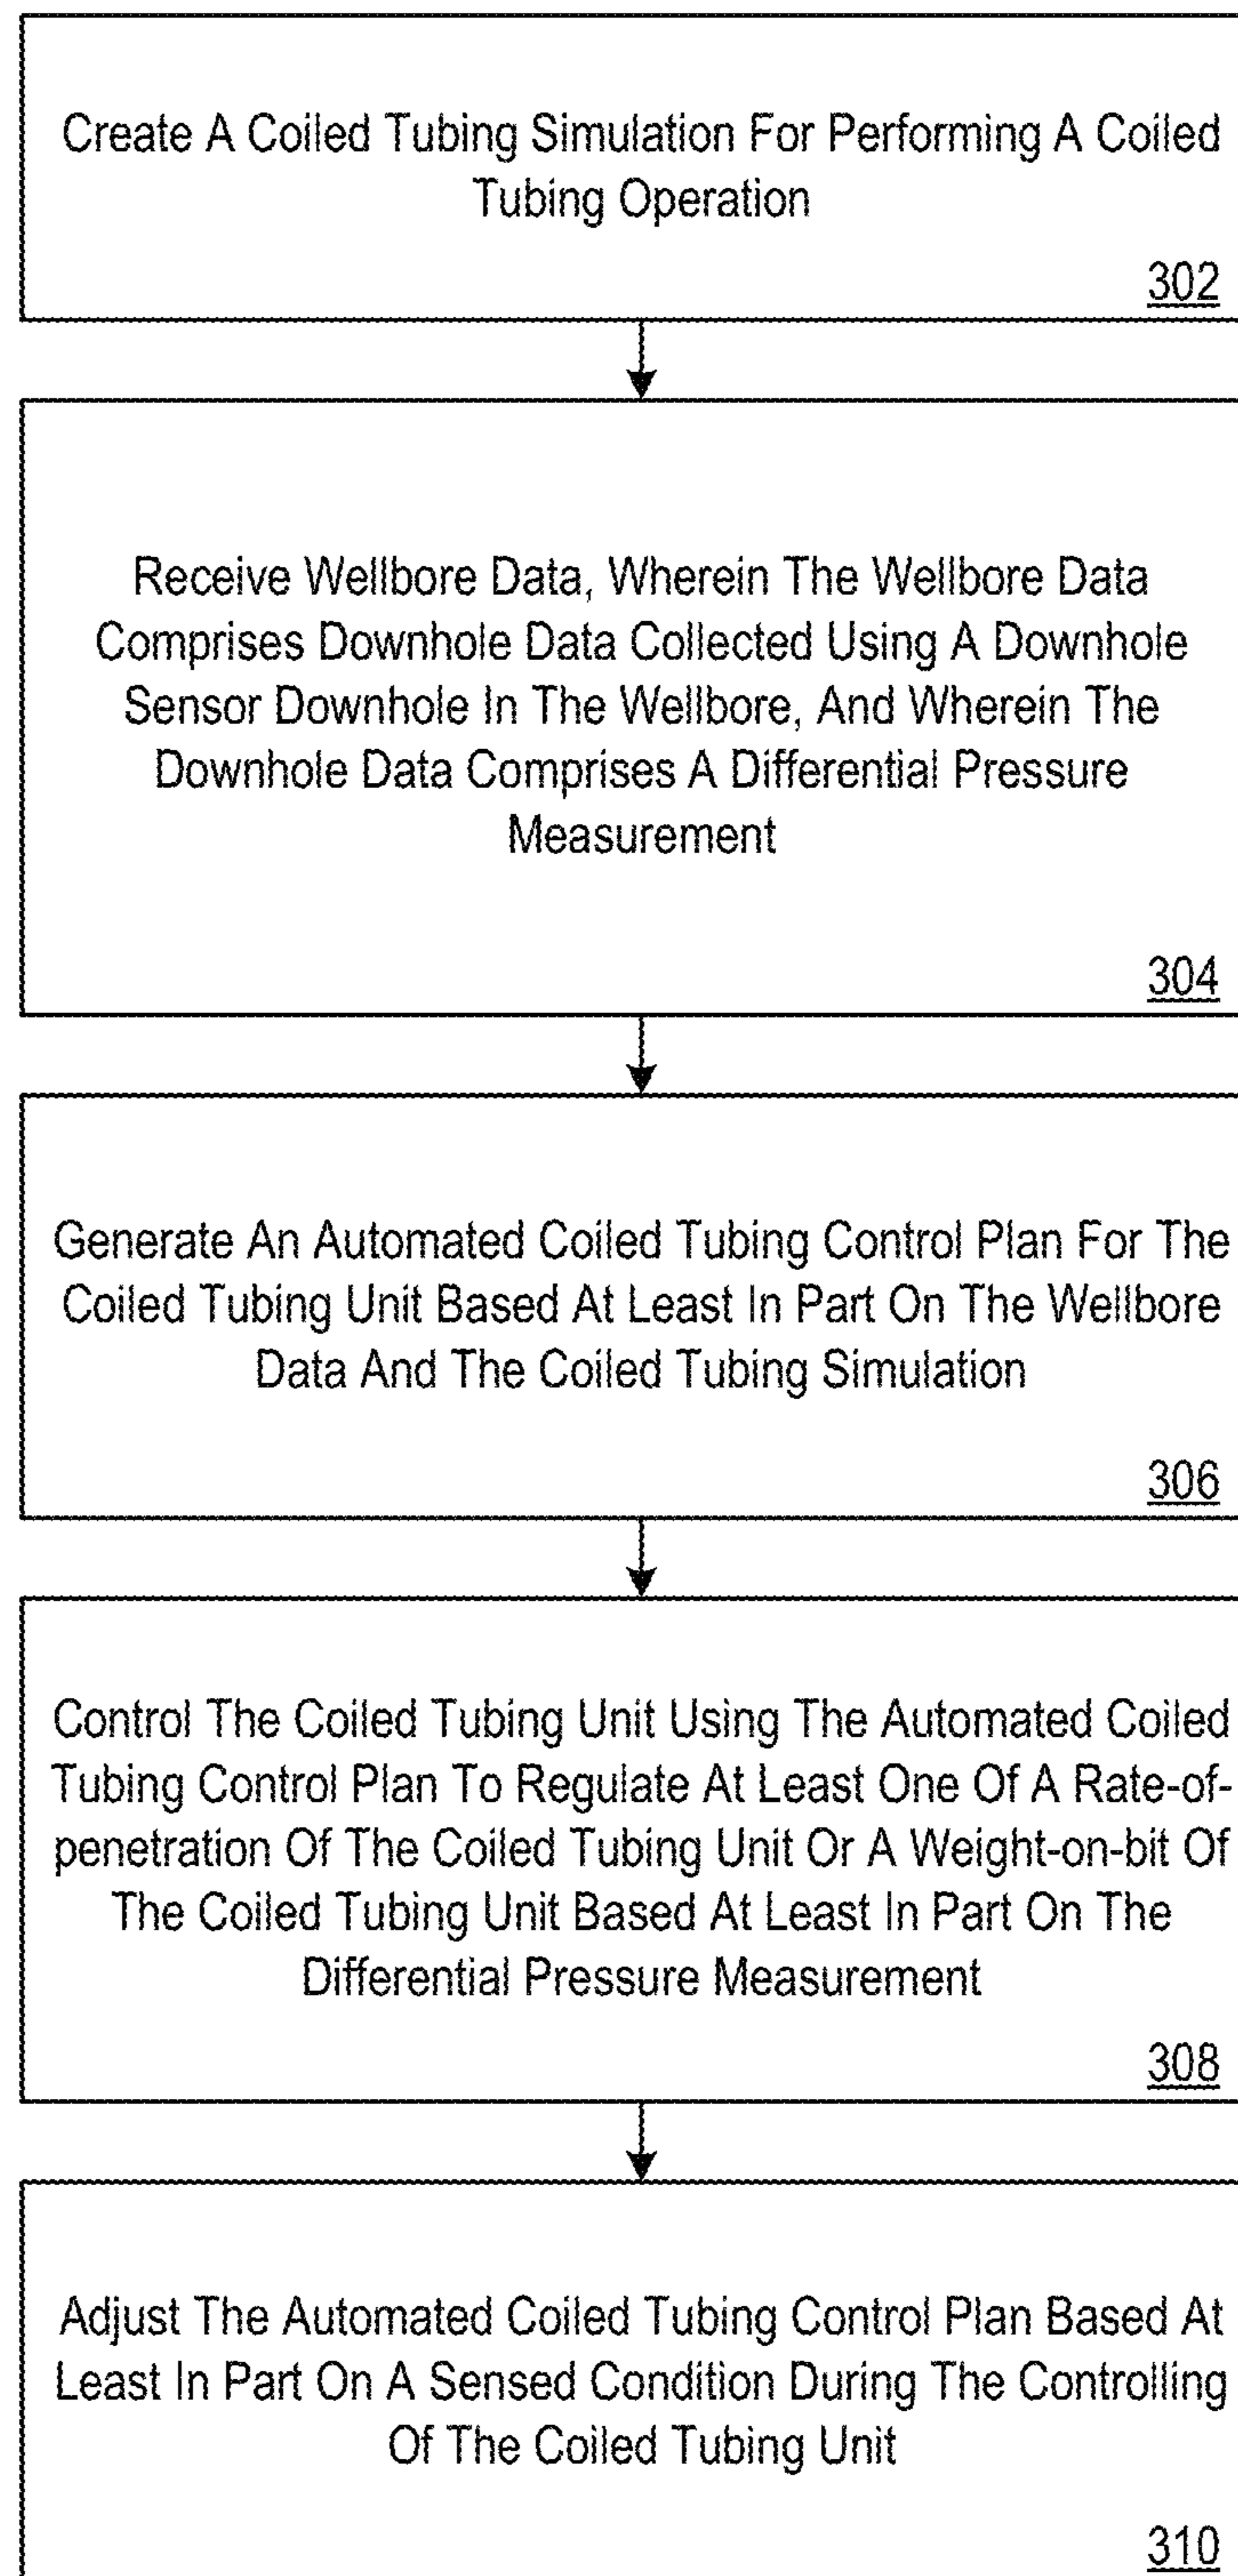 Create A Coiled Tubing Simulation For Performing A Coiled
Tubing Operation
302
Receive Wellbore Data, Wherein The Wellbore Data
Comprises Downhole Data Collected Using A Downhole
Sensor Downhole In The Wellbore, And Wherein The
Downhole Data Comprises A Differential Pressure
Measurement
304
Generate An Automated Coiled Tubing Control Plan For The
Coiled Tubing Unit Based At Least In Part On The Wellbore
Data And The Coiled Tubing Simulation
306
Control The Coiled Tubing Unit Using The Automated Coiled
Tubing Control Plan To Regulate At Least One Of A Rate-of-
penetration Of The Coiled Tubing Unit Or A Weight-on-bit Of
The Coiled Tubing Unit Based At Least In Part On The
Differential Pressure Measurement
308
Adjust The Automated Coiled Tubing Control Plan Based At
Least In Part On A Sensed Condition During The Controlling
Of The Coiled Tubing Unit
310